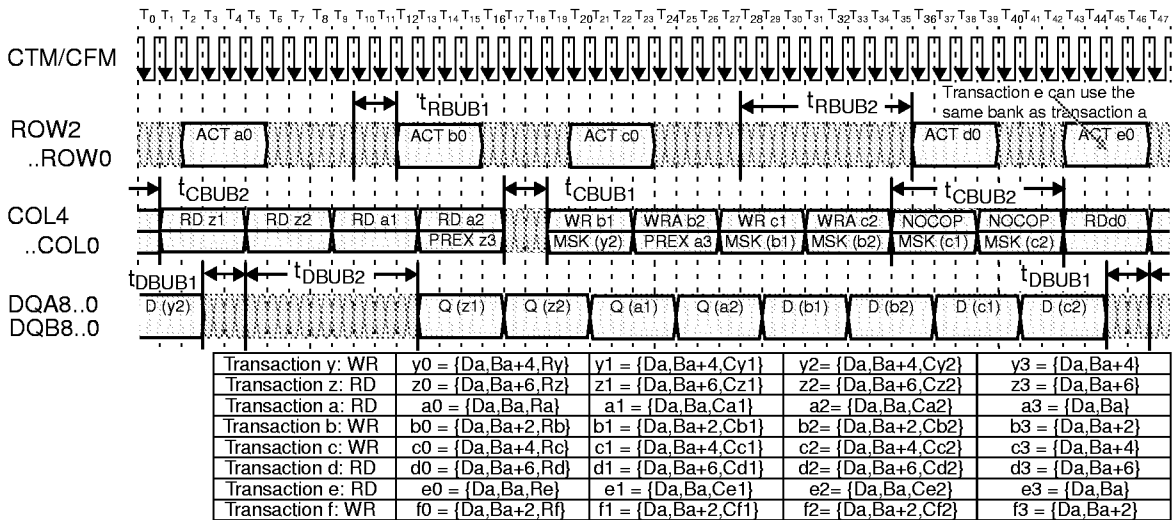 T0 T1 T2 T3 T4 T5 T6 T7 T8 T9 T10 T11 T12 T13 T14 T15 T16 T17 T18 T19 T20 T21 T22 T23 T24 T25 T26 T27 T28 T29 T30 T31 T32 T33 T34 T35 T36 T37 T38 T39 T40 T41 T42 T43 T44 T45 T46 T47
CTM/CFM
tRBUB1 tRBUB2 Transaction e can use the
same bank as transaction a
ROW2
..ROW0
ACT a0 ACT b0 ACT c0 ACT d0 ACT e0
tCBUB2 tCBUB1 tCBUB2
COL4
..COL0
RD z1 RD z2 RD a1 RD a2 WR b1 WRA b2 WR c1 WRA c2 NOCOP NOCOP RDd0
PREX z3 MSK (y2) PREX a3 MSK (b1) MSK (b2) MSK (c1) MSK (c2)
tDBUB1 tDBUB2 tDBUB1
DQA8..0
DQB8..0
D (y2) Q (z1) Q (z2) Q (a1) Q (a2) D (b1) D (b2) D (c1) D (c2)
Transaction y: WR y0 = {Da,Ba+4,Ry} y1 = {Da,Ba+4,Cy1} y2= {Da,Ba+4,Cy2} y3 = {Da,Ba+4}
Transaction z: RD z0 = {Da,Ba+6,Rz} z1 = {Da,Ba+6,Cz1} z2= {Da,Ba+6,Cz2} z3 = {Da,Ba+6}
Transaction a: RD a0 = {Da,Ba,Ra} a1 = {Da,Ba,Ca1} a2= {Da,Ba,Ca2} a3 = {Da,Ba}
Transaction b: WR b0 = {Da,Ba+2,Rb} b1 = {Da,Ba+2,Cb1} b2= {Da,Ba+2,Cb2} b3 = {Da,Ba+2}
Transaction c: WR c0 = {Da,Ba+4,Rc} c1 = {Da,Ba+4,Cc1} c2= {Da,Ba+4,Cc2} c3 = {Da,Ba+4}
Transaction d: RD d0 = {Da,Ba+6,Rd} d1 = {Da,Ba+6,Cd1} d2= {Da,Ba+6,Cd2} d3 = {Da,Ba+6}
Transaction e: RD e0 = {Da,Ba,Re} e1 = {Da,Ba,Ce1} e2= {Da,Ba,Ce2} e3 = {Da,Ba}
Transaction f: WR f0 = {Da,Ba+2,Rf} f1 = {Da,Ba+2,Cf1} f2= {Da,Ba+2,Cf2} f3 = {Da,Ba+2}